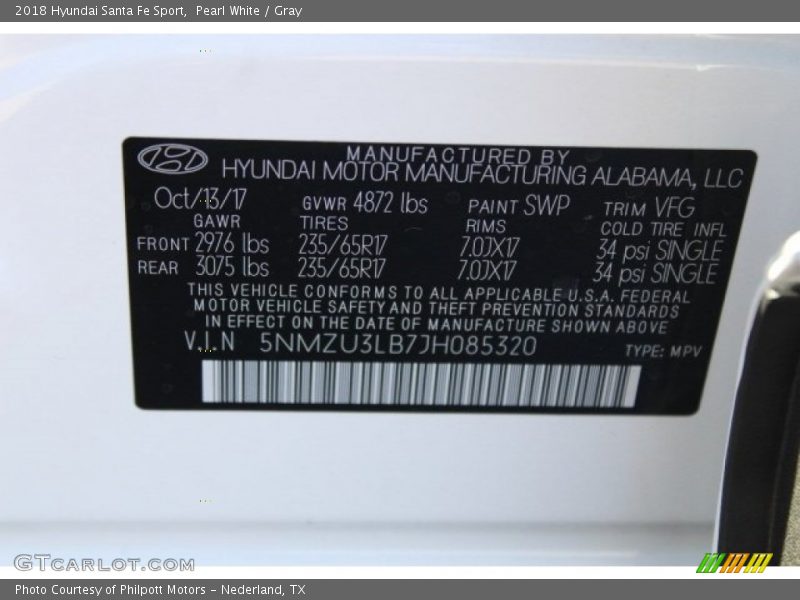 2018 Hyundai Santa Fe Sport, Pearl White / Gray
MANUFACTURED BY
HYUNDAI MOTOR MANUFACTURING ALABAMA, LLC
Oct/13/17 GVWR 4872 lbs PAINT SWP TRIM VFG
GAWR TIRES RIMS COLD TIRE INFL
FRONT 2976 lbs 235/65R17 7.0JX17 34 psi SINGLE
REAR 3075 lbs 235/65R17 7.0JX17 34 psi SINGLE
THIS VEHICLE CONFORMS TO ALL APPLICABLE U.S.A. FEDERAL
MOTOR VEHICLE SAFETY AND THEFT PREVENTION STANDARDS
IN EFFECT ON THE DATE OF MANUFACTURE SHOWN ABOVE
V.I.N 5NMZU3LB7JH085320 TYPE: MPV
GTCARLOT.COM
Photo Courtesy of Philpott Motors - Nederland, TX